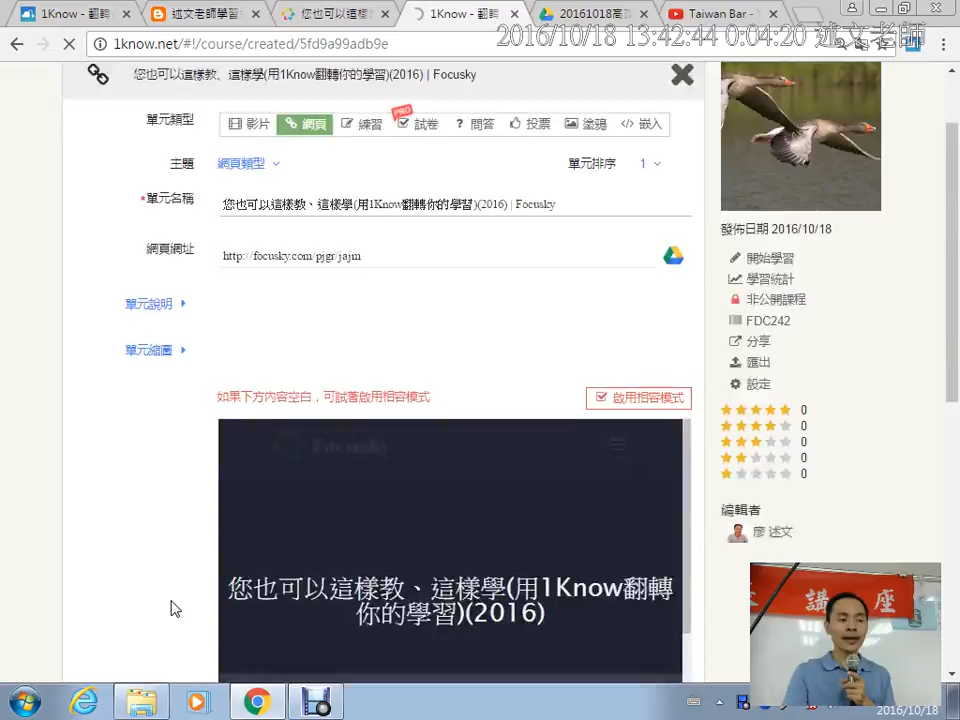 1Know - 翻轉
述文老師學習
您也可以這樣
1Know - 翻轉
20161018高
Taiwan Bar -
1know.net/#!/course/created/5fd9a99adb9e
2016/10/18 13:42:44 0:04:20 述文老師
您也可以這樣教、這樣學(用1Know翻轉你的學習)(2016) | Focusky
單元類型
影片
網頁
練習
PRO
試卷
? 問答
投票
塗鴉
</> 嵌入
主題
網頁類型
單元排序
1
*單元名稱
您也可以這樣教、這樣學(用1Know翻轉你的學習)(2016) | Focusky
網頁網址
http://focusky.com/pjgr/jajm
單元說明
單元縮圖
如果下方內容空白，可試著啟用相容模式
啟用相容模式
Focusky
您也可以這樣教、這樣學(用1Know翻轉
你的學習)(2016)
發佈日期 2016/10/18
開始學習
學習統計
非公開課程
FDC242
分享
匯出
設定
0
0
0
0
0
編輯者
廖 述文
講座
2016/10/18